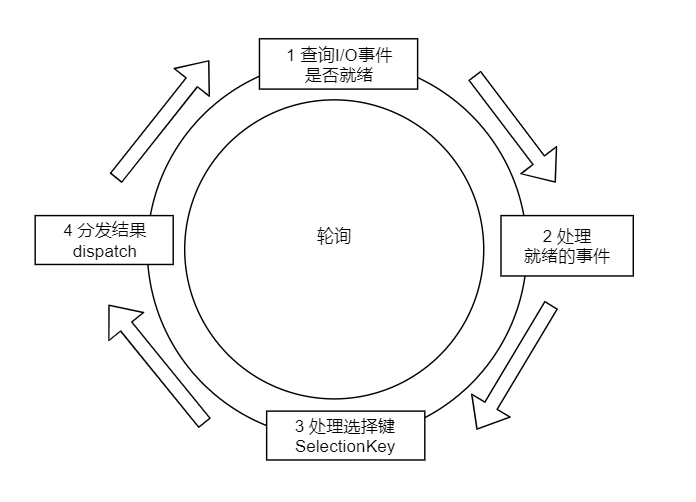 1 查询I/O事件
是否就绪
4 分发结果
dispatch
轮询
2 处理
就绪的事件
3 处理选择键
SelectionKey